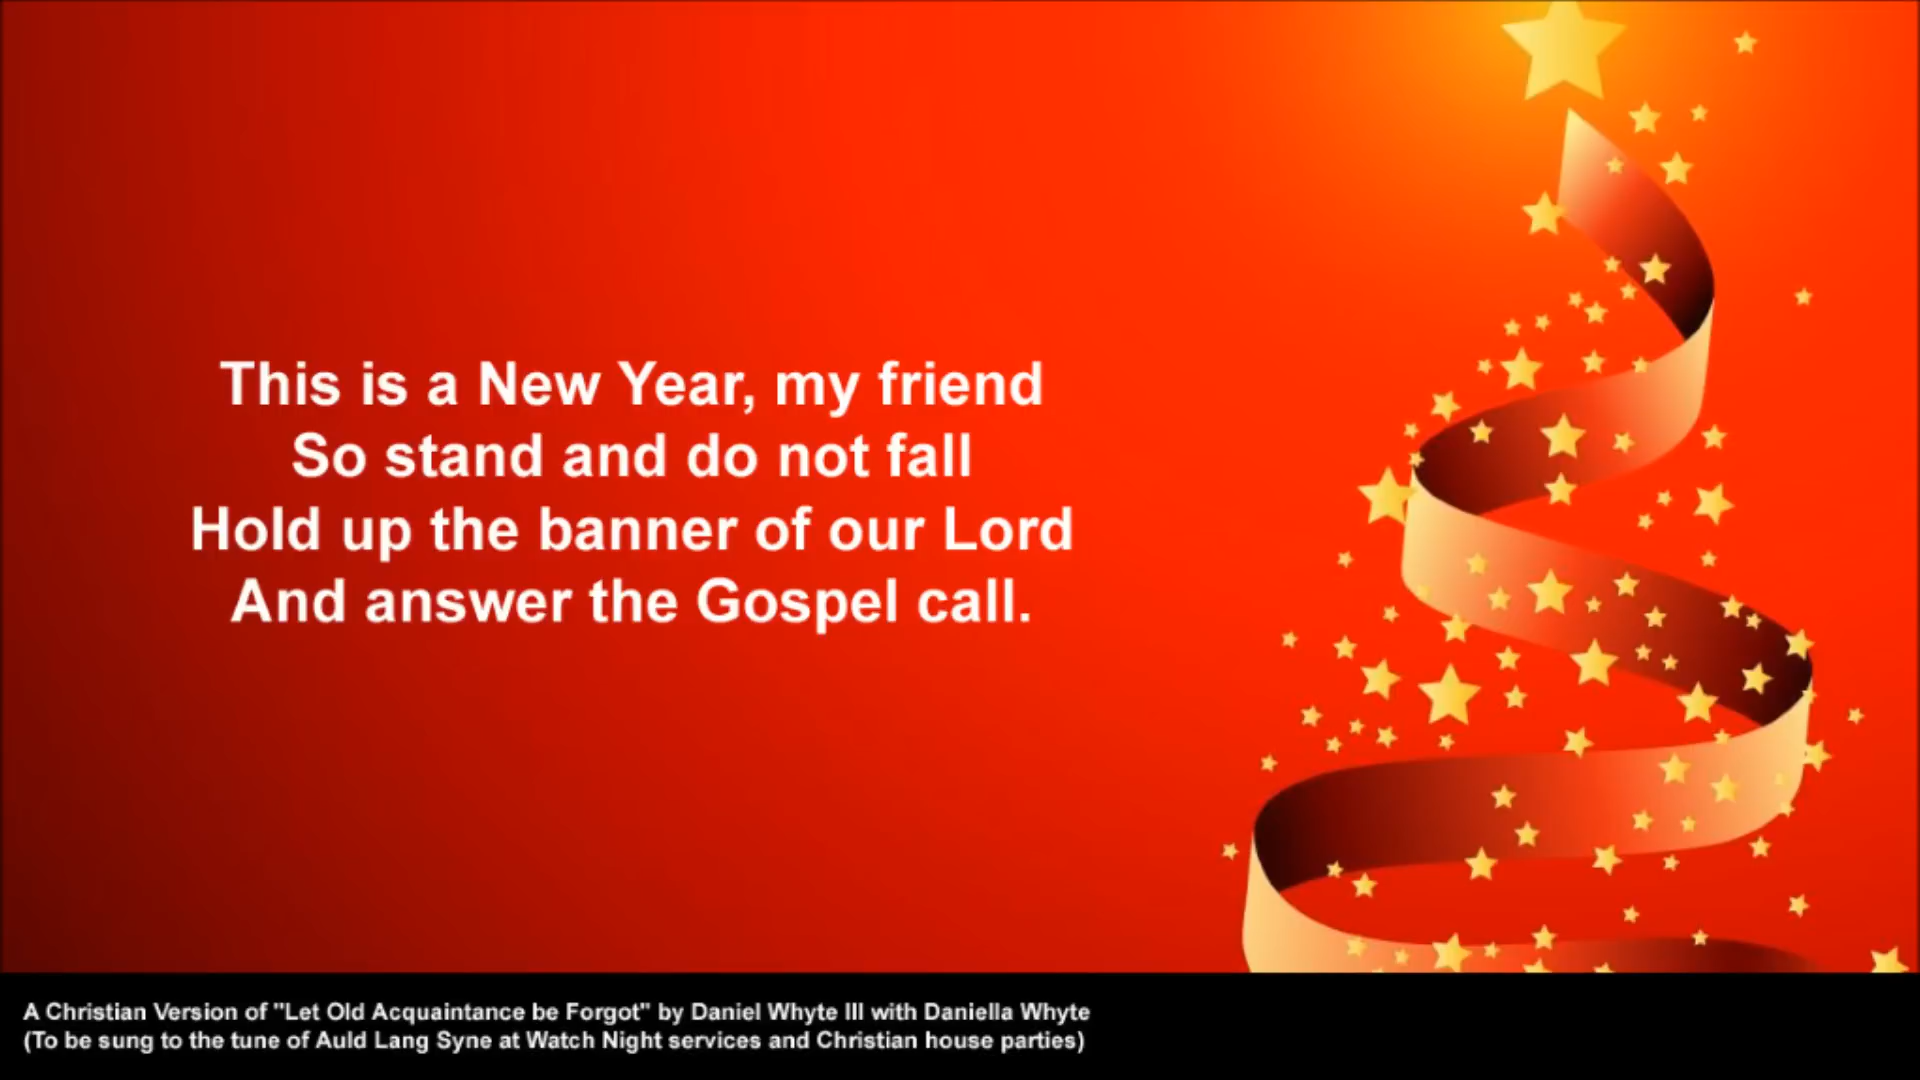 This is a New Year, my friend
So stand and do not fall
Hold up the banner of our Lord
And answer the Gospel call.
A Christian Version of "Let Old Acquaintance be Forgot" by Daniel Whyte III with Daniella Whyte
(To be sung to the tune of Auld Lang Syne at Watch Night services and Christian house parties)